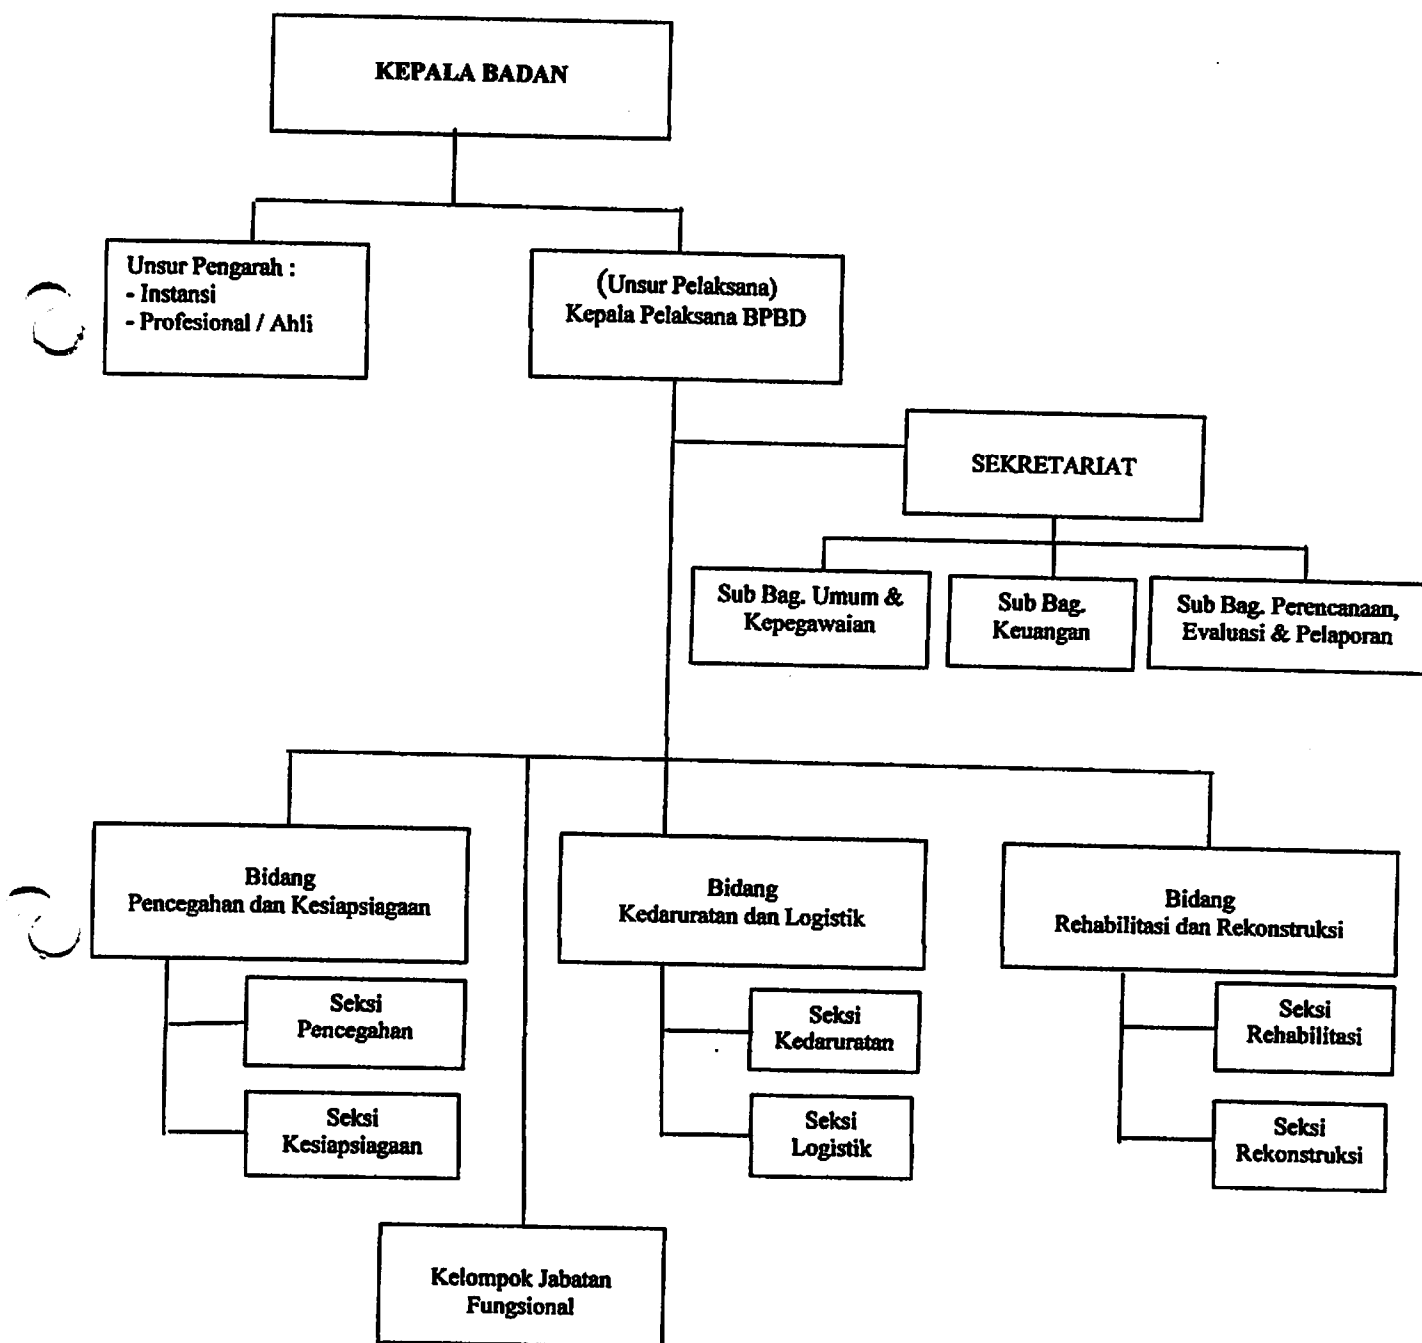 KEPALA BADAN
Unsur Pengarah :
- Instansi
- Profesional / Ahli
(Unsur Pelaksana)
Kepala Pelaksana BPBD
SEKRETARIAT
Sub Bag. Umum &
Kepegawaian
Sub Bag.
Keuangan
Sub Bag. Perencanaan,
Evaluasi & Pelaporan
Bidang
Pencegahan dan Kesiapsiagaan
Bidang
Kedaruratan dan Logistik
Bidang
Rehabilitasi dan Rekonstruksi
Seksi
Pencegahan
Seksi
Kedaruratan
Seksi
Rehabilitasi
Seksi
Kesiapsiagaan
Seksi
Logistik
Seksi
Rekonstruksi
Kelompok Jabatan
Fungsional